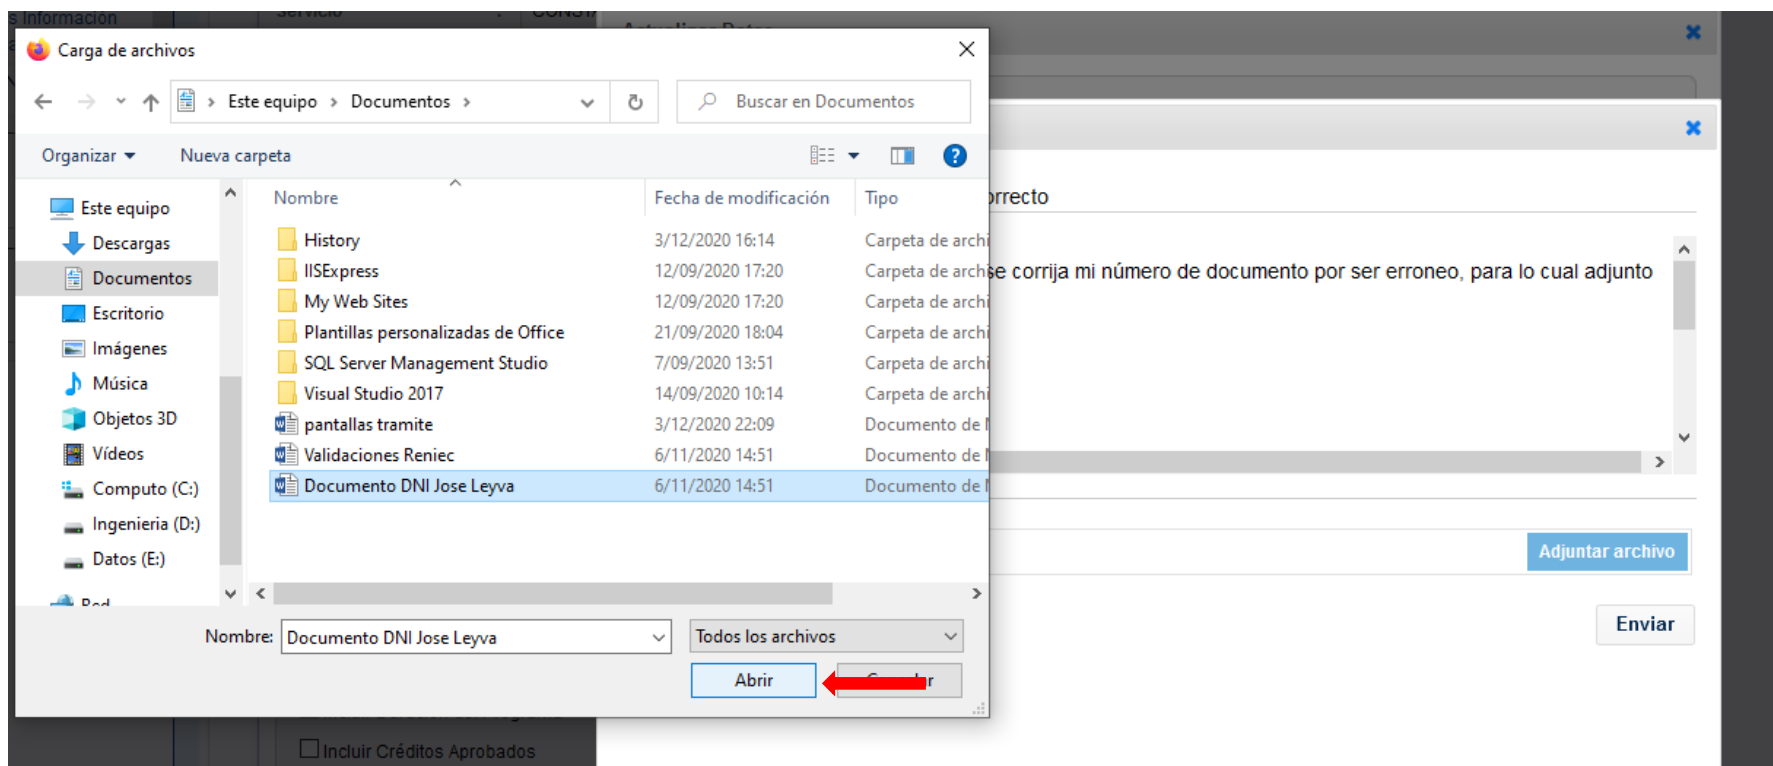 s Información
Servicio
:
CONST
Actualizar Datos
Carga de archivos
Este equipo > Documentos >
Buscar en Documentos
Organizar
Nueva carpeta
Este equipo
Descargas
Documentos
Escritorio
Imágenes
Música
Objetos 3D
Vídeos
Computo (C:)
Ingenieria (D:)
Datos (E:)
Red
Nombre
Fecha de modificación
Tipo
History
3/12/2020 16:14
Carpeta de archi
IISExpress
12/09/2020 17:20
Carpeta de archi
My Web Sites
12/09/2020 17:20
Carpeta de archi
Plantillas personalizadas de Office
21/09/2020 18:04
Carpeta de archi
SQL Server Management Studio
7/09/2020 13:51
Carpeta de archi
Visual Studio 2017
14/09/2020 10:14
Carpeta de archi
pantallas tramite
3/12/2020 22:09
Documento de M
Validaciones Reniec
6/11/2020 14:51
Documento de M
Documento DNI Jose Leyva
6/11/2020 14:51
Documento de M
Nombre:
Documento DNI Jose Leyva
Todos los archivos
Abrir
orrecto
se corrija mi número de documento por ser erroneo, para lo cual adjunto
Adjuntar archivo
Enviar
Incluir Créditos Aprobados